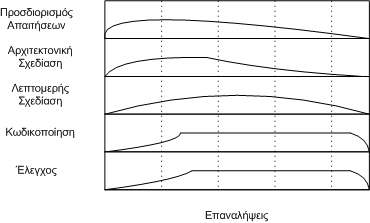 Προσδιορισμός
Απαιτήσεων
Αρχιτεκτονική
Σχεδίαση
Λεπτομερής
Σχεδίαση
Κωδικοποίηση
Έλεγχος
Επαναλήψεις